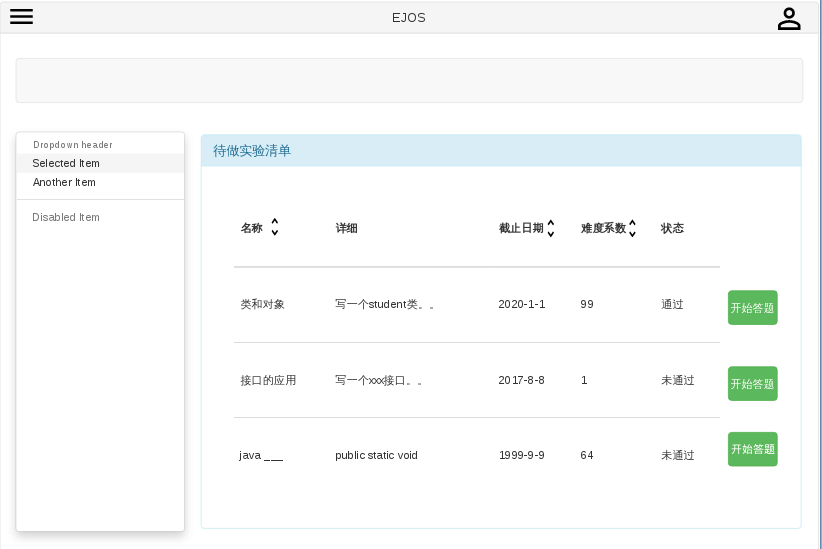 EJOS
Dropdown header
Selected Item
Another Item
Disabled Item
待做实验清单
名称 详细 截止日期 难度系数 状态
类和对象 写一个student类。。 2020-1-1 99 通过 开始答题
接口的应用 写一个xxx接口。。 2017-8-8 1 未通过 开始答题
java ___ public static void 1999-9-9 64 未通过 开始答题